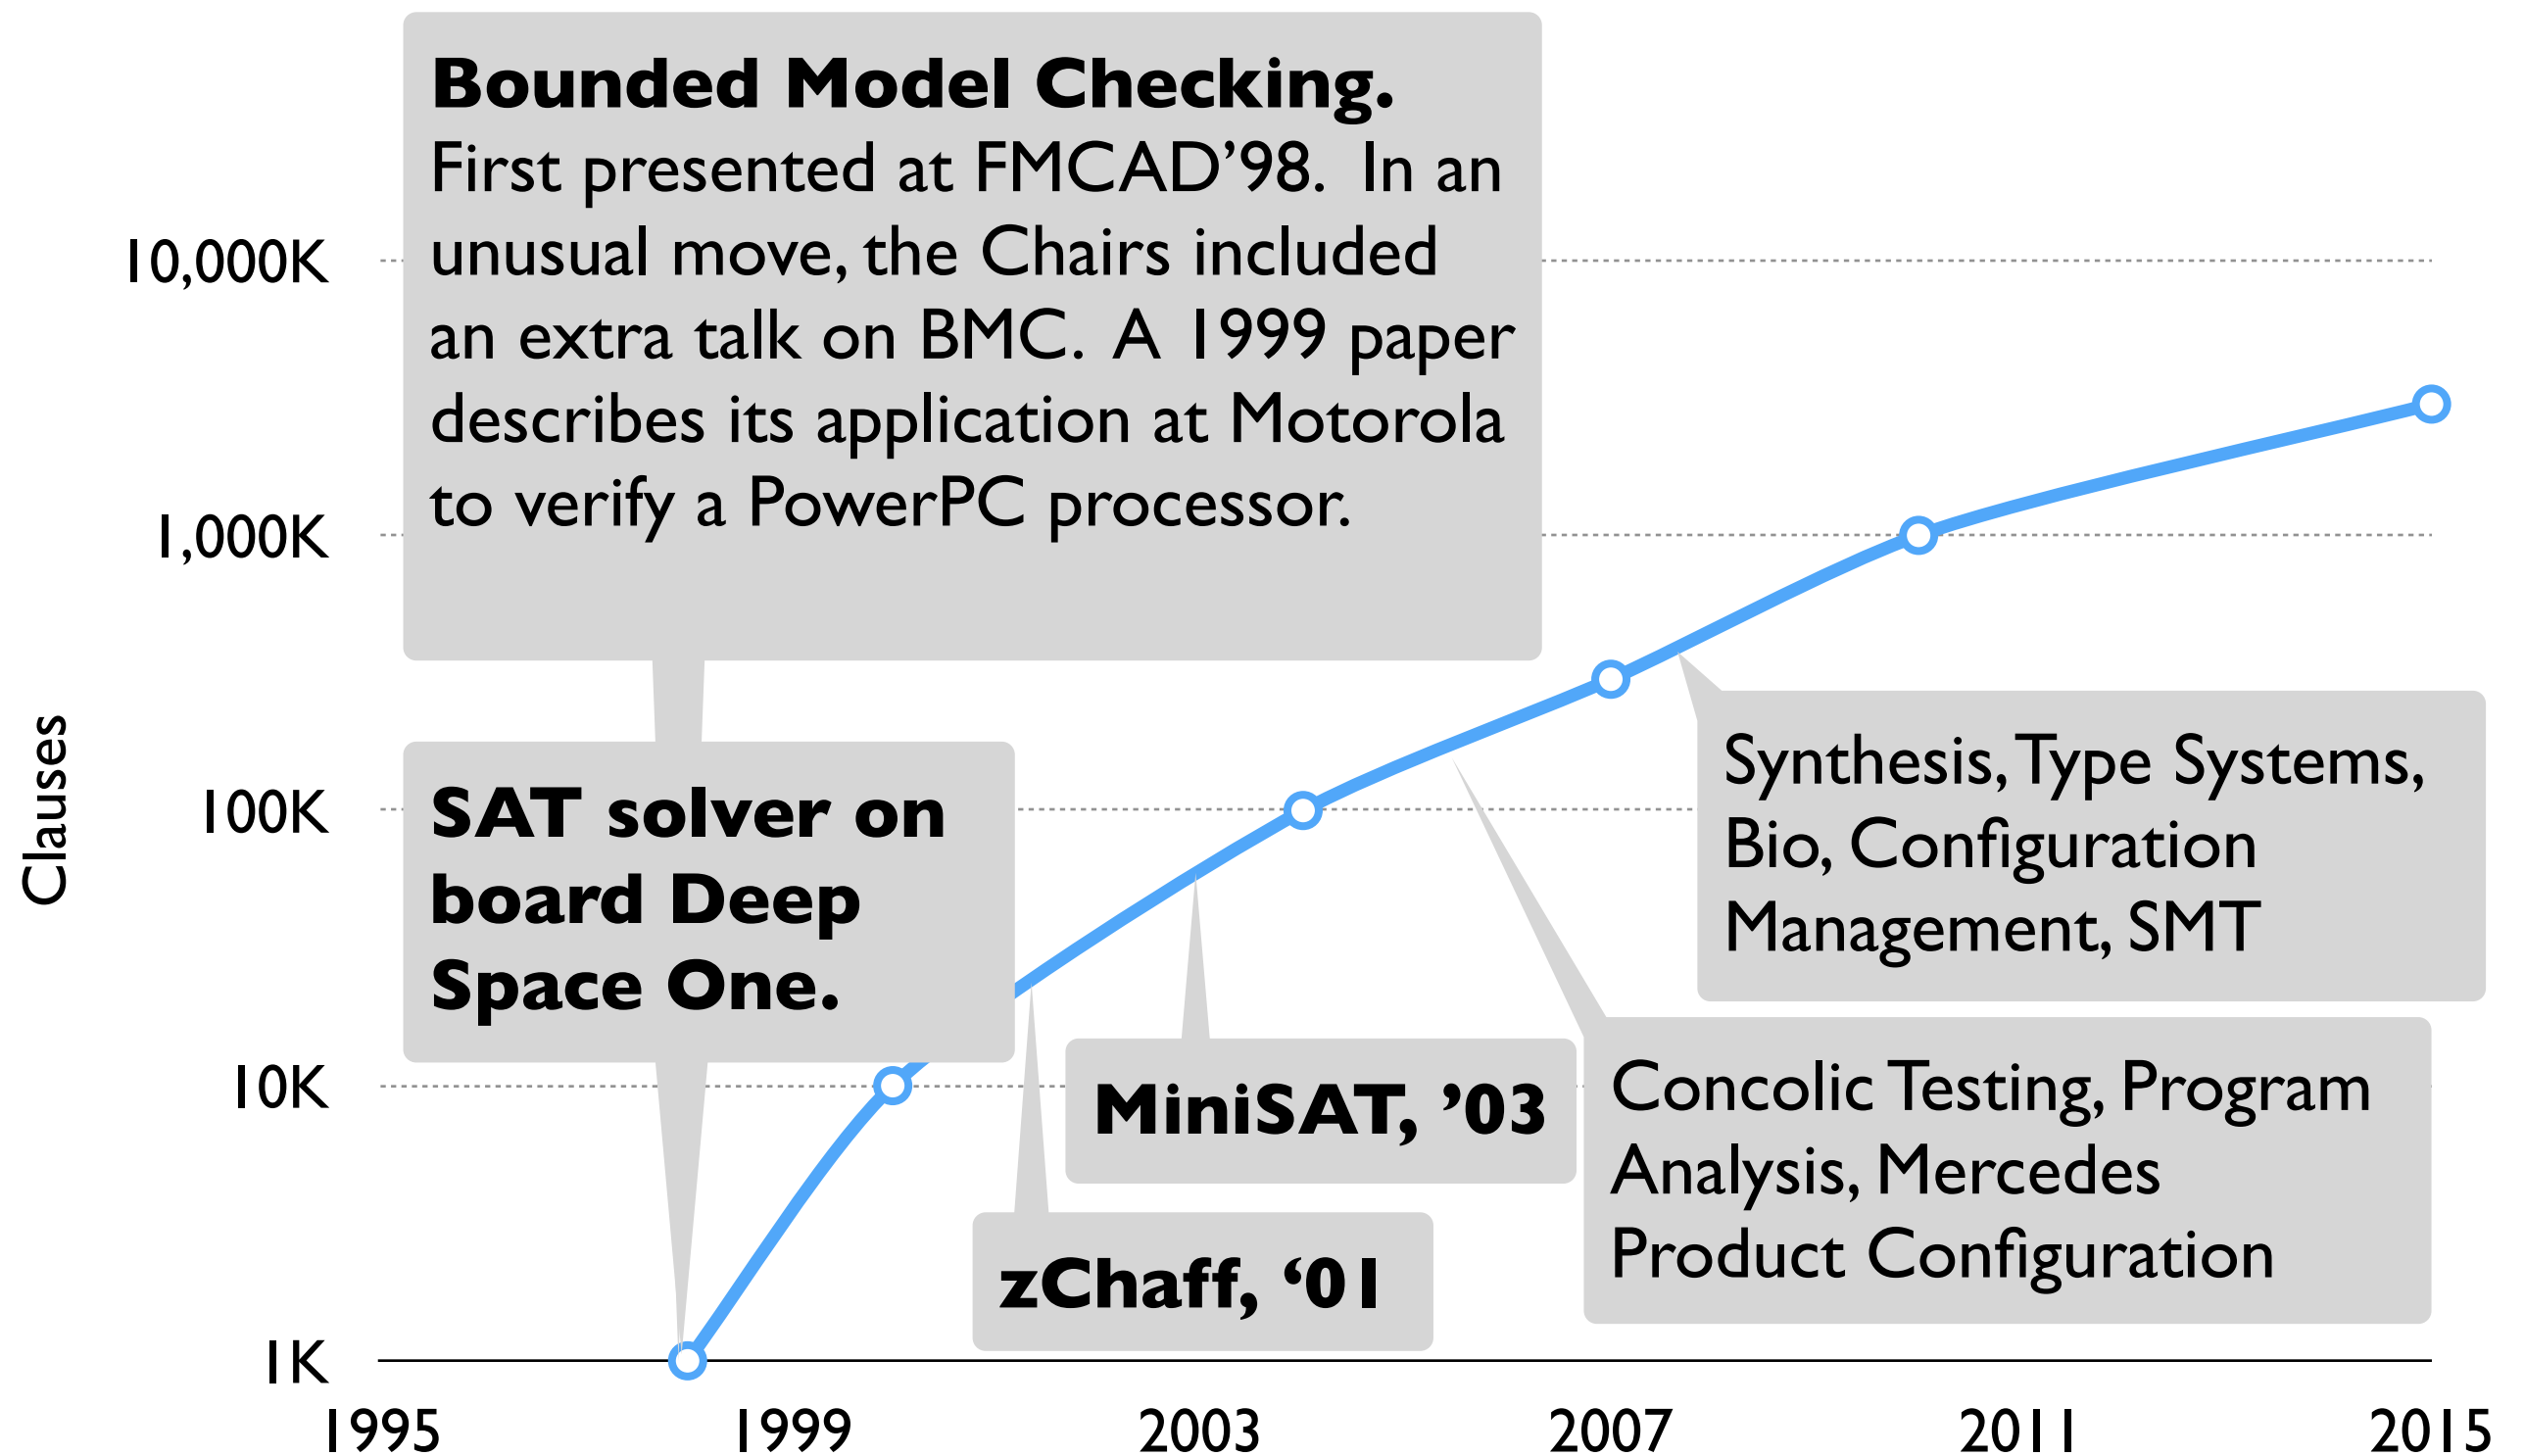 Bounded Model Checking.
First presented at FMCAD’98.  In an
unusual move, the Chairs included
an extra talk on BMC.  A 1999 paper
describes its application at Motorola
to verify a PowerPC processor.
10,000K
1,000K
100K
10K
1K
Clauses
SAT solver on
board Deep
Space One.
Synthesis, Type Systems,
Bio, Configuration
Management, SMT
MiniSAT, ’03
Concolic Testing, Program
Analysis, Mercedes
Product Configuration
zChaff, ‘01
1995 1999 2003 2007 2011 2015